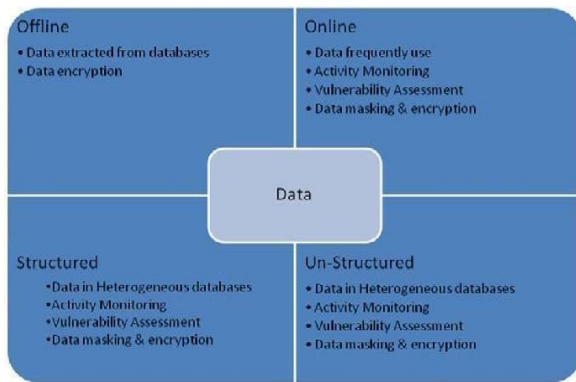 Offline
• Data extracted from databases
• Data encryption
Online
• Data frequently use
• Activity Monitoring
• Vulnerability Assessment
• Data masking & encryption
Data
Structured
•Data in Heterogeneous databases
•Activity Monitoring
•Vulnerability Assessment
•Data masking & encryption
Un-Structured
• Data in Heterogeneous databases
• Activity Monitoring
• Vulnerability Assessment
• Data masking & encryption